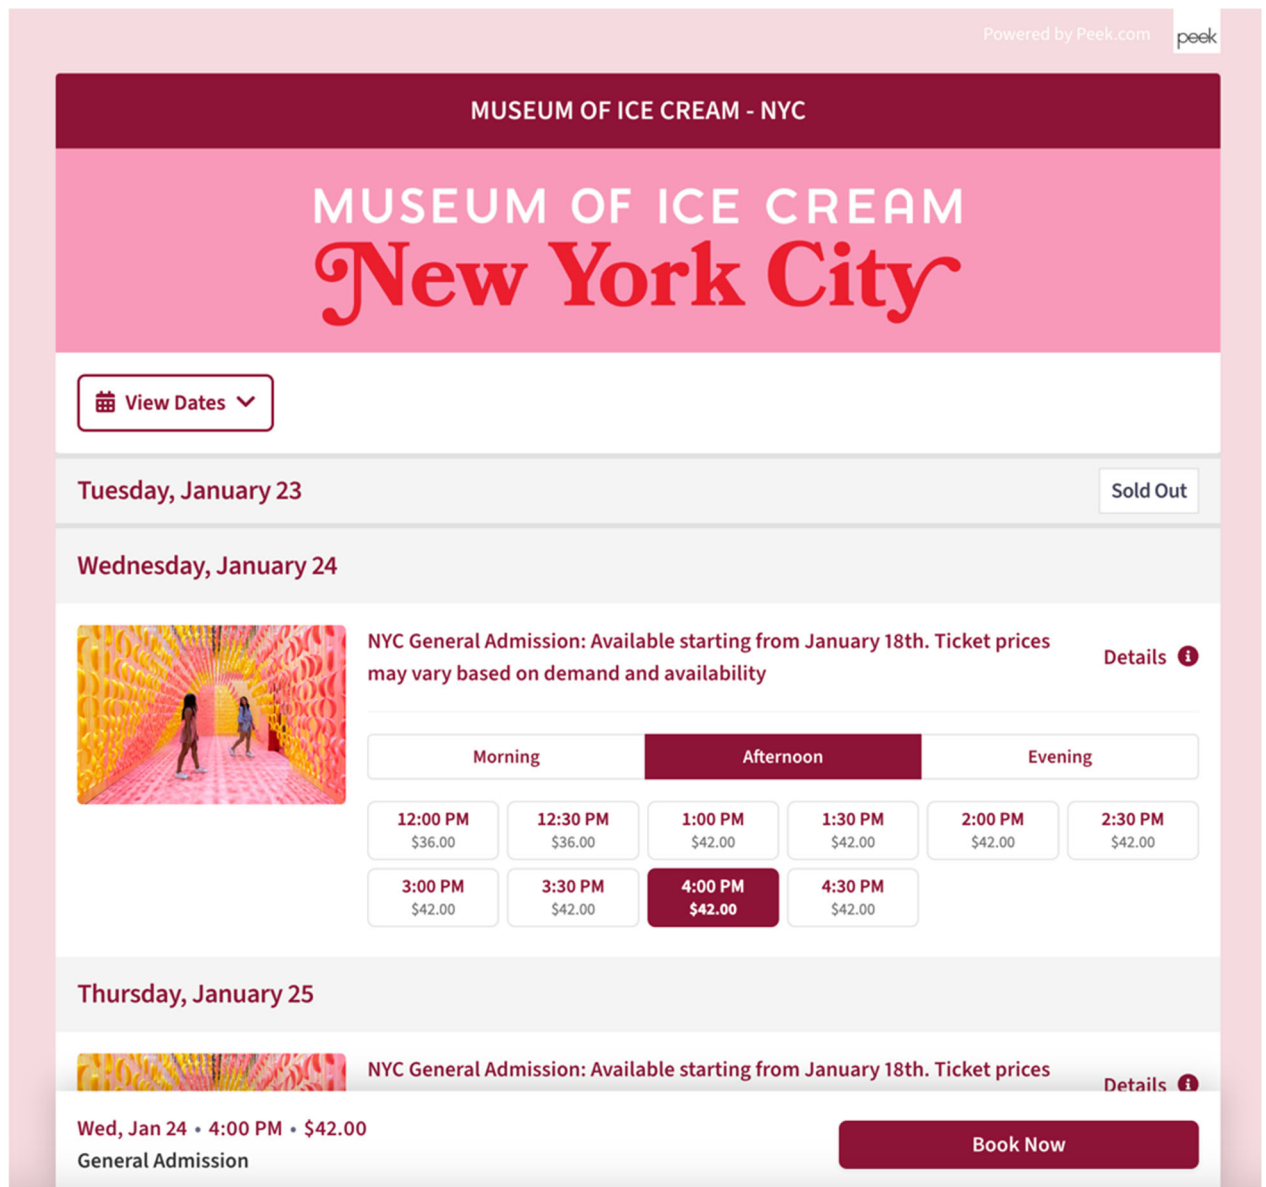 Powered by Peek.com
peek
MUSEUM OF ICE CREAM - NYC
MUSEUM OF ICE CREAM
New York City
View Dates
Tuesday, January 23
Sold Out
Wednesday, January 24
NYC General Admission: Available starting from January 18th. Ticket prices
may vary based on demand and availability
Details
Morning Afternoon Evening
12:00 PM 12:30 PM 1:00 PM 1:30 PM 2:00 PM 2:30 PM
$36.00 $36.00 $42.00 $42.00 $42.00 $42.00
3:00 PM 3:30 PM 4:00 PM 4:30 PM
$42.00 $42.00 $42.00 $42.00
Thursday, January 25
NYC General Admission: Available starting from January 18th. Ticket prices
Details
Wed, Jan 24 • 4:00 PM • $42.00
General Admission
Book Now